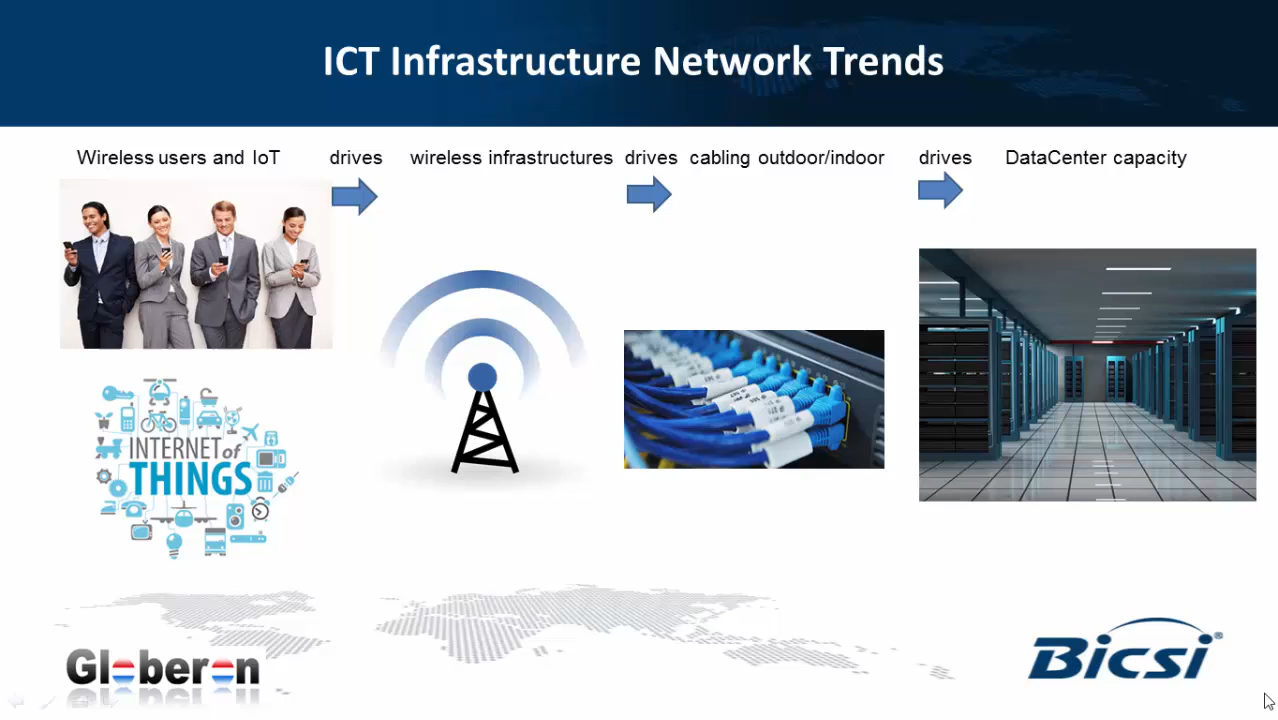 ICT Infrastructure Network Trends
Wireless users and IoT drives wireless infrastructures drives cabling outdoor/indoor drives DataCenter capacity
INTERNET of
THINGS
Globeron
Bicsi®